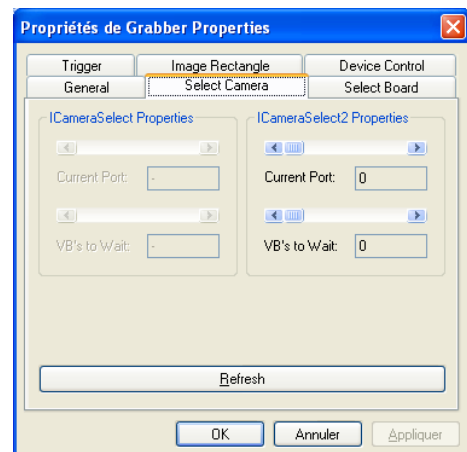 Propriétés de Grabber Properties
Trigger Image Rectangle Device Control
General Select Camera Select Board
ICameraSelect Properties
Current Port: -
VB's to Wait: -
ICameraSelect2 Properties
Current Port: 0
VB's to Wait: 0
Refresh
OK Annuler Appliquer